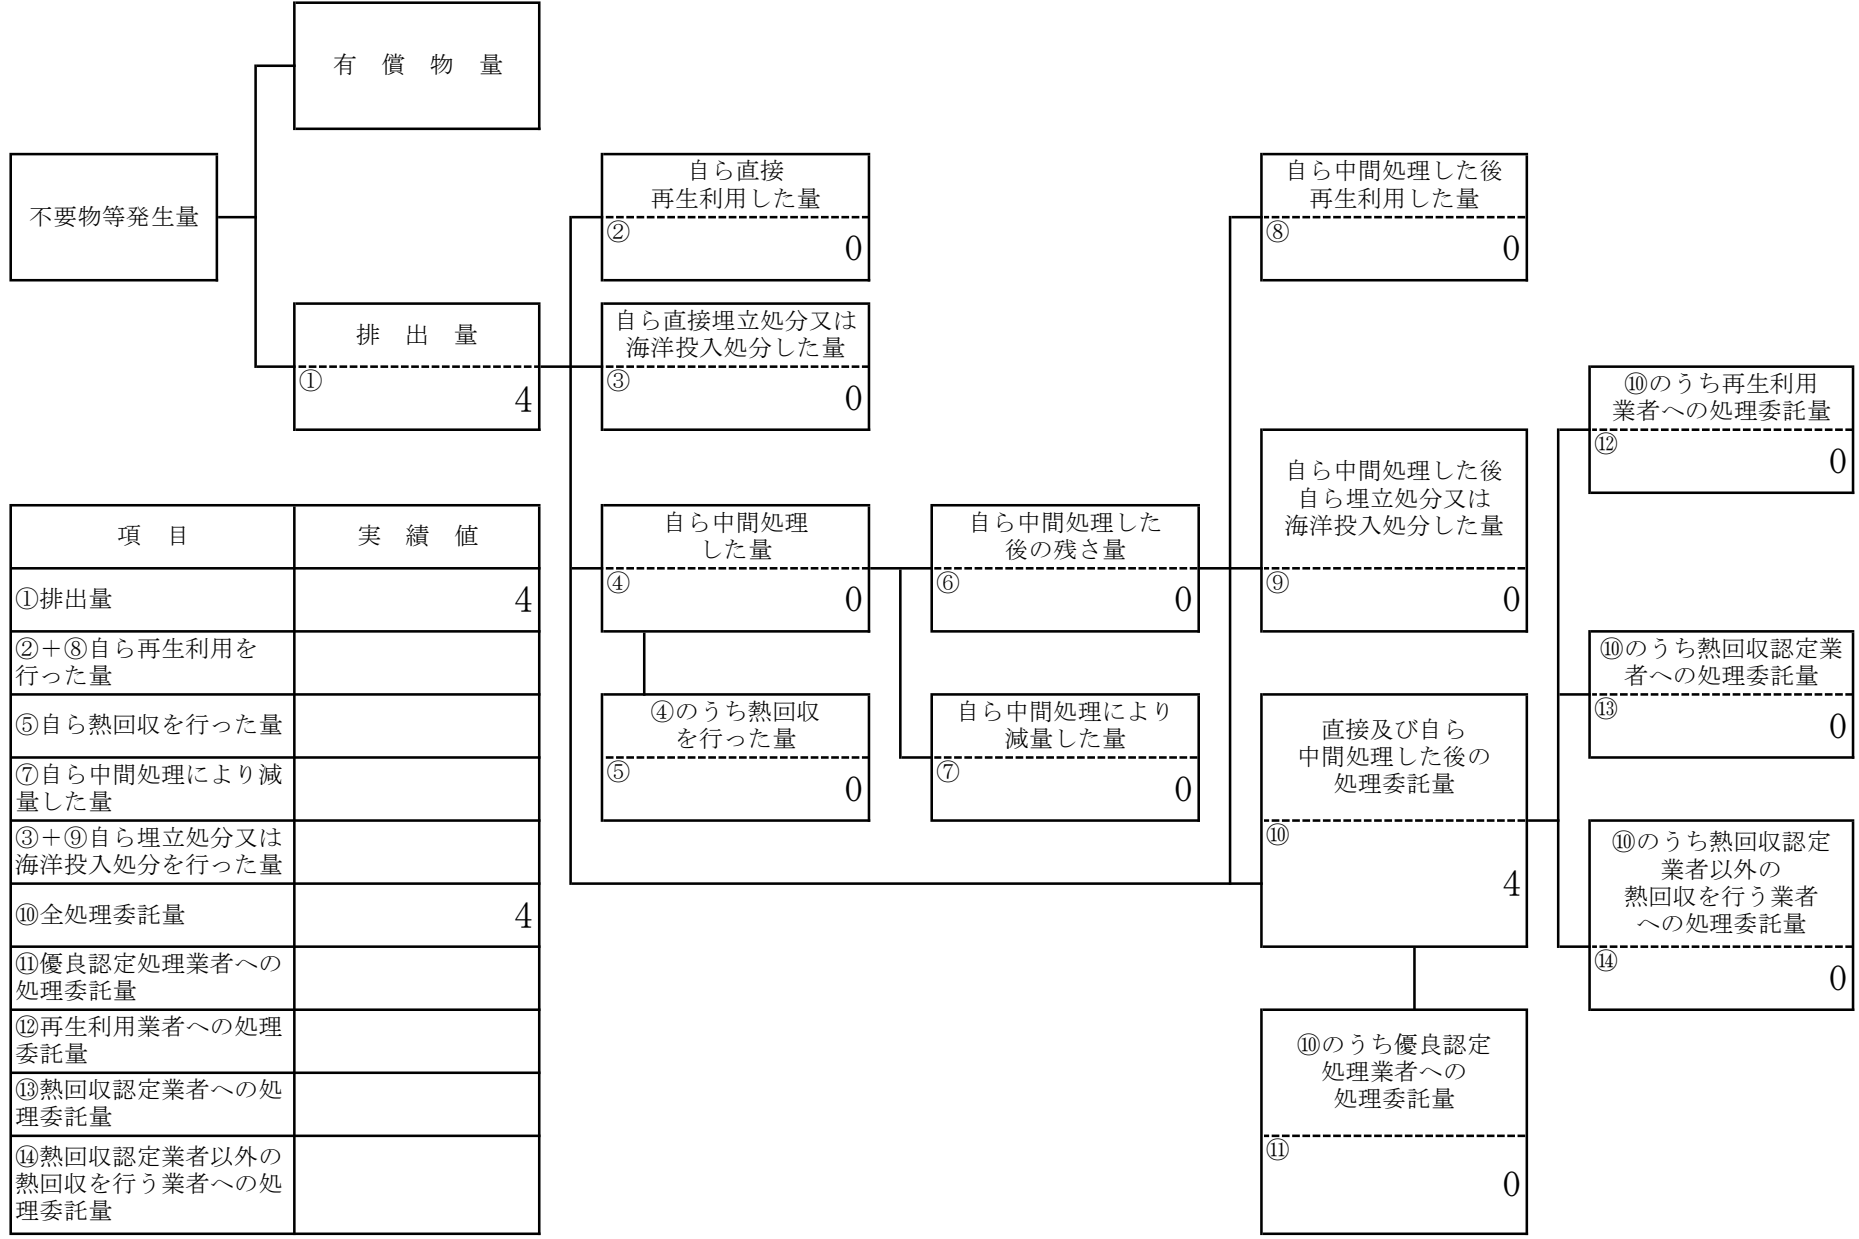 有　償　物　量
不要物等発生量
自ら直接
再生利用した量
②
0
自ら中間処理した後
再生利用した量
⑧
0
排　出　量
①
4
自ら直接埋立処分又は
海洋投入処分した量
③
0
⑩のうち再生利用
業者への処理委託量
⑫
0
自ら中間処理した後
自ら埋立処分又は
海洋投入処分した量
⑨
0
自ら中間処理
した量
④
0
自ら中間処理した
後の残さ量
⑥
0
⑩のうち熱回収認定業
者への処理委託量
⑬
0
④のうち熱回収
を行った量
⑤
0
自ら中間処理により
減量した量
⑦
0
直接及び自ら
中間処理した後の
処理委託量
⑩
4
⑩のうち熱回収認定
業者以外の
熱回収を行う業者
への処理委託量
⑭
0
⑩のうち優良認定
処理業者への
処理委託量
⑪
0
項　目　実　績　値
①排出量　4
②＋⑧自ら再生利用を
行った量
⑤自ら熱回収を行った量
⑦自ら中間処理により減
量した量
③＋⑨自ら埋立処分又は
海洋投入処分を行った量
⑩全処理委託量　4
⑪優良認定処理業者への
処理委託量
⑫再生利用業者への処理
委託量
⑬熱回収認定業者への処
理委託量
⑭熱回収認定業者以外の
熱回収を行う業者への処
理委託量